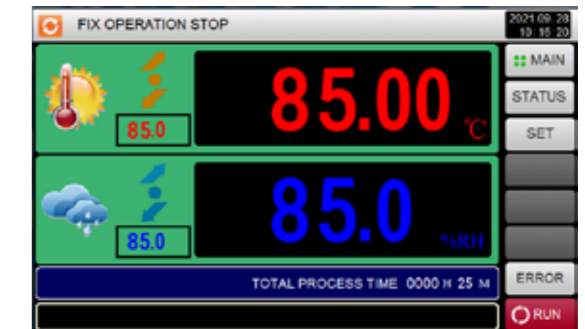 FIX OPERATION STOP
2021.09.28
10 15 20
MAIN
STATUS
SET
85.00 ℃
85.0
85.0 %RH
85.0
TOTAL PROCESS TIME 0000 H 25 M
ERROR
RUN